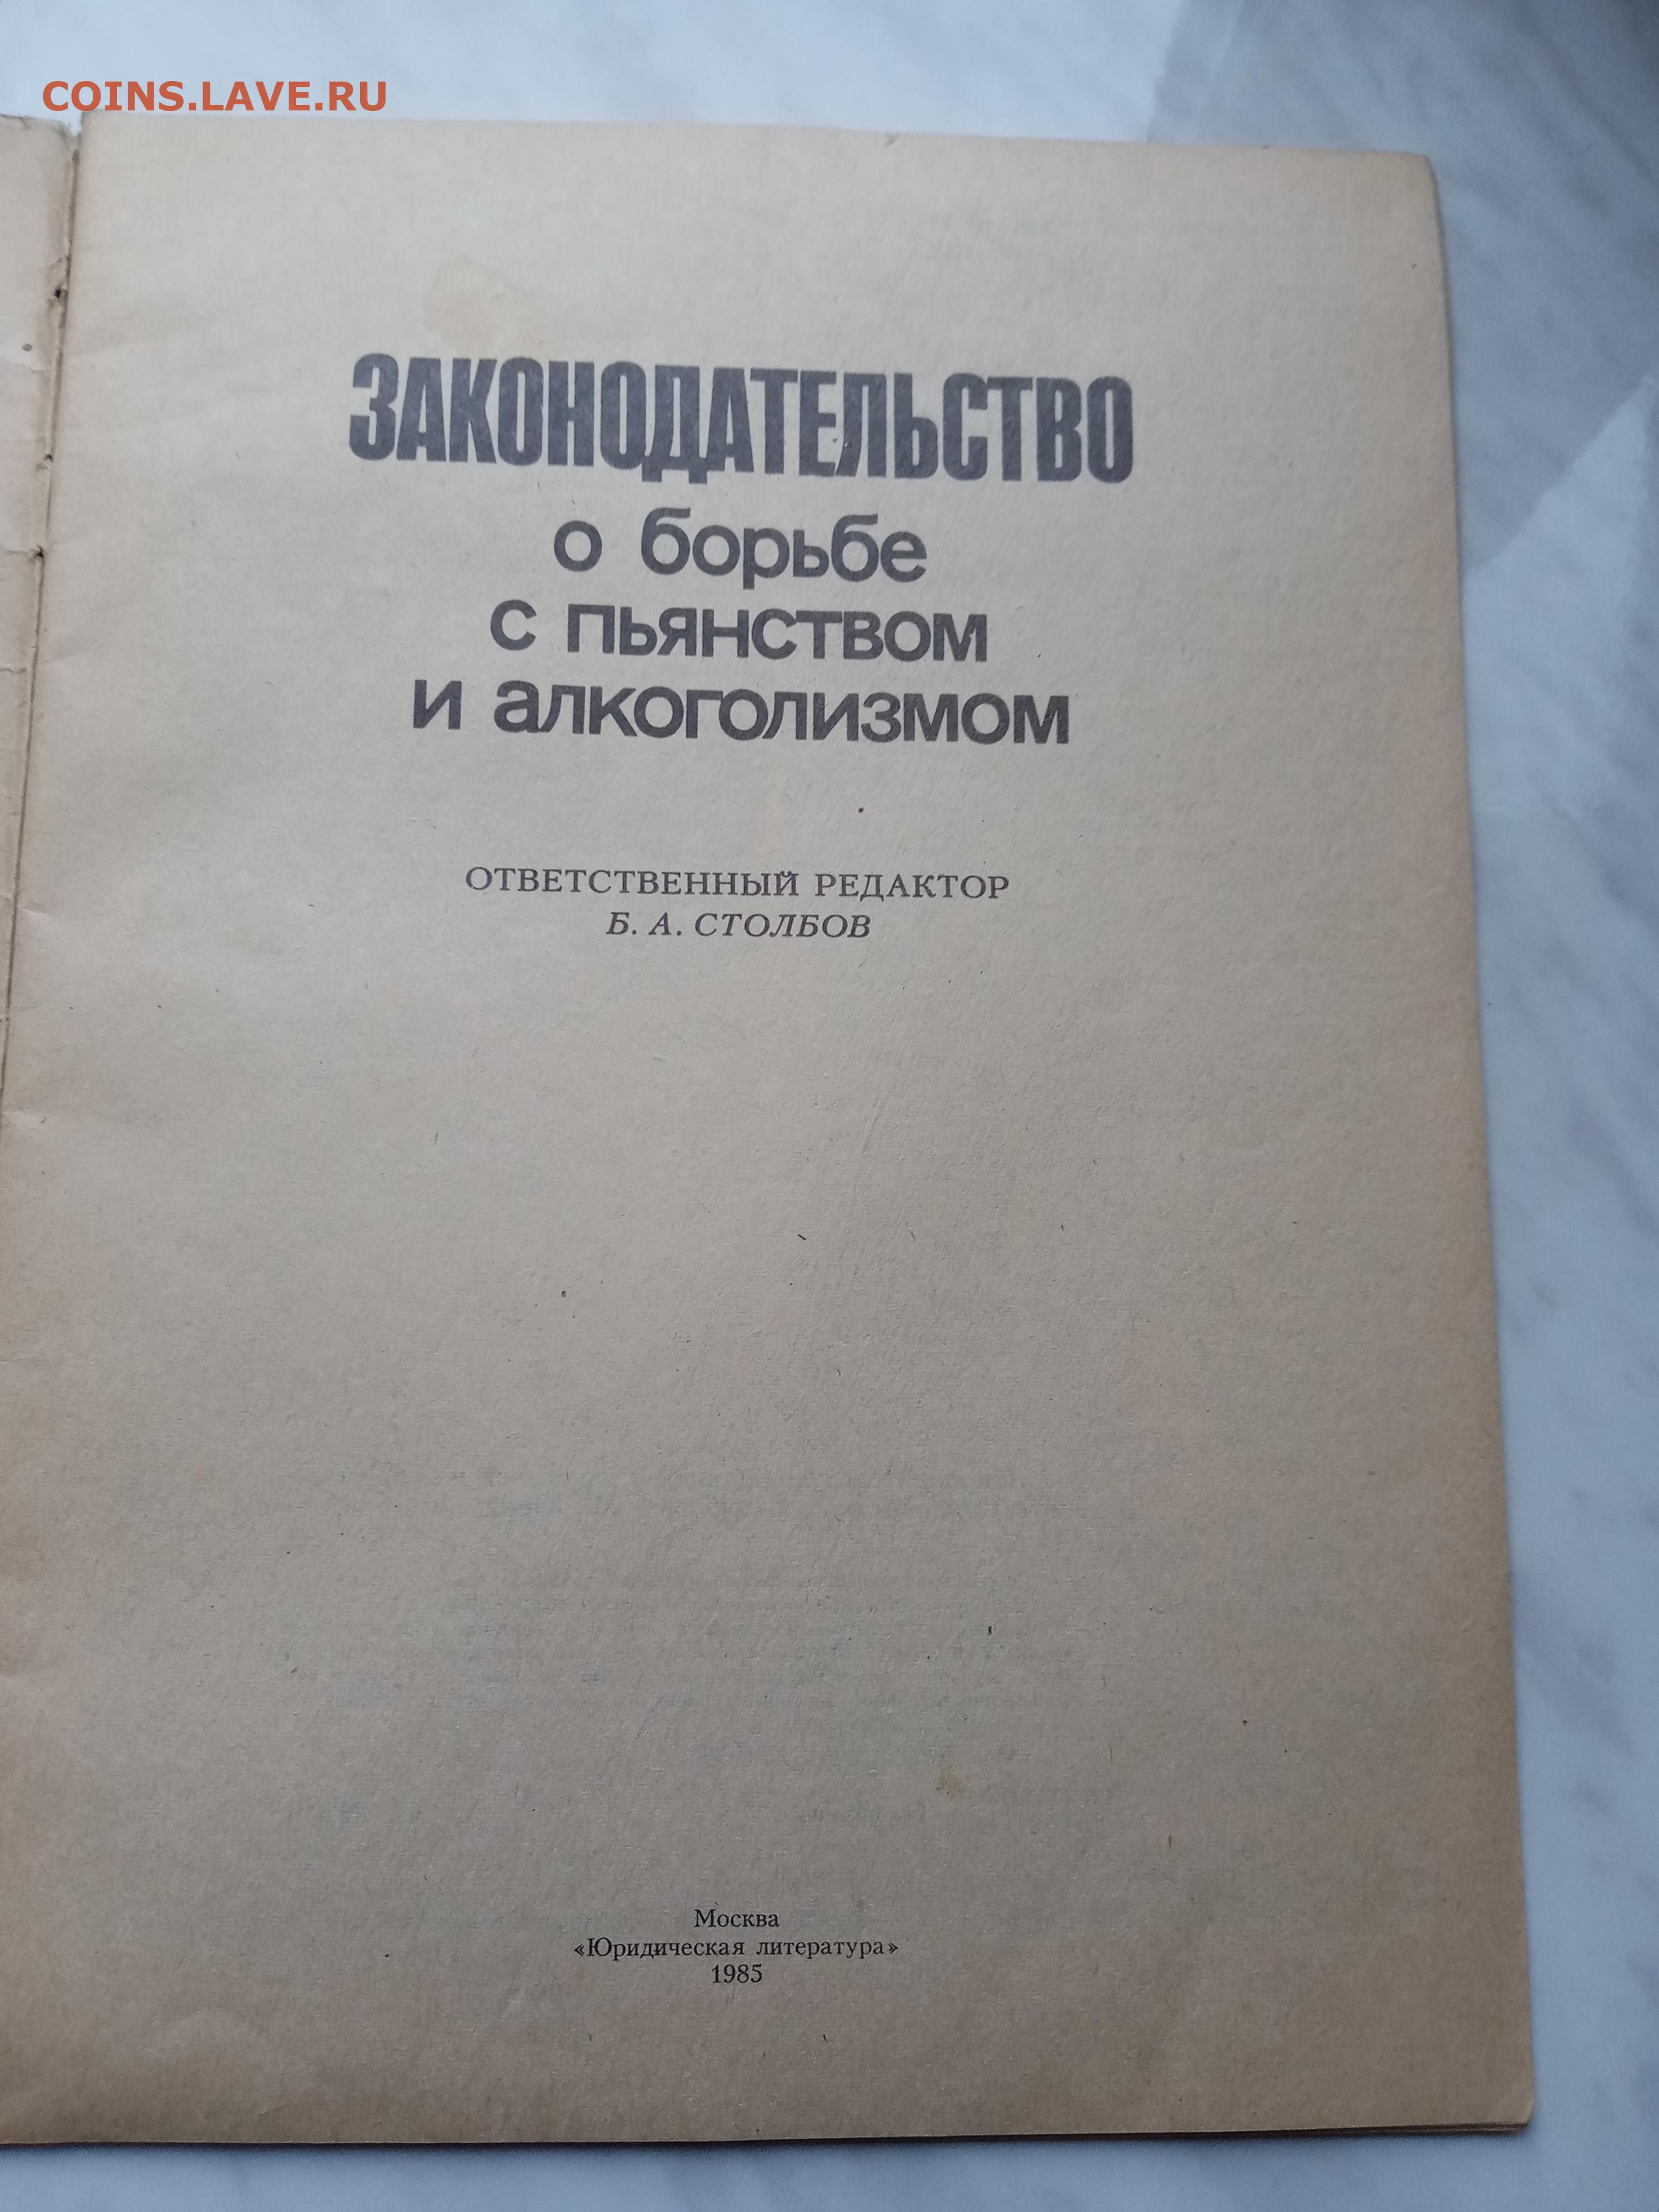 COINS.LAVE.RU
ЗАКОНОДАТЕЛЬСТВО
о борьбе
с пьянством
и алкоголизмом
ОТВЕТСТВЕННЫЙ РЕДАКТОР
Б. А. СТОЛБОВ
Москва
«Юридическая литература»
1985